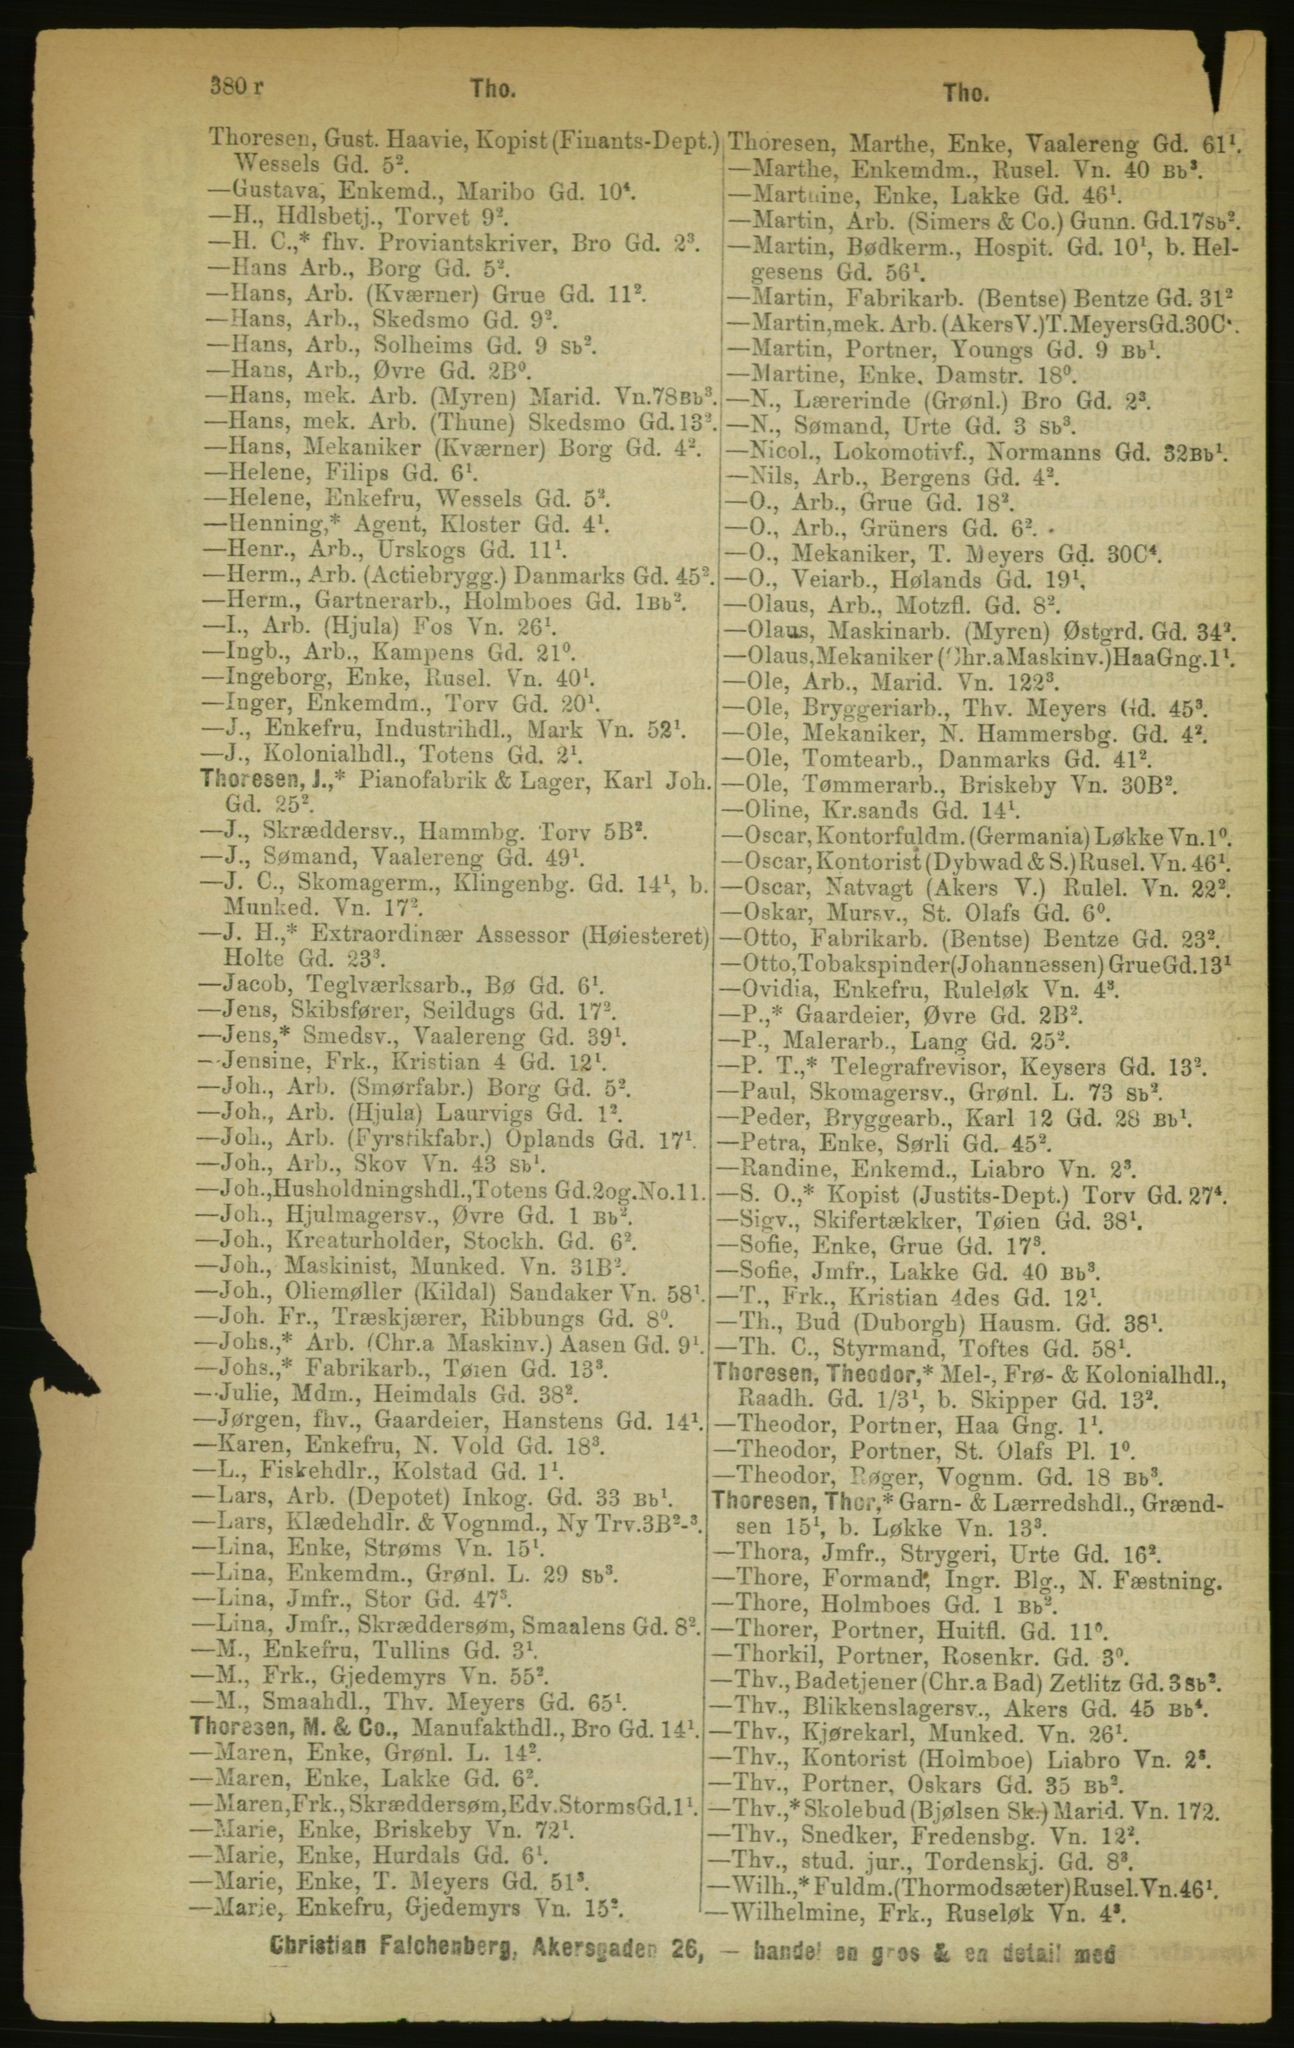 380 r
Tho.
Tho.
Thoresen, Gust. Haavie, Kopist (Finants-Dept.)
Wessels Gd. 5².
—Gustava, Enkemd., Maribo Gd. 10⁴.
—H., Hdlsbetj., Torvet 9².
—H. C.,* fhv. Proviantskriver, Bro Gd. 2³.
—Hans Arb., Borg Gd. 5².
—Hans, Arb. (Kværner) Grue Gd. 11².
—Hans, Arb., Skedsmo Gd. 9².
—Hans, Arb., Solheims Gd. 9 Sb².
—Hans, Arb., Øvre Gd. 2B⁰.
—Hans, mek. Arb. (Myren) Marid. Vn. 78 Bb³.
—Hans, mek. Arb. (Thune) Skedsmo Gd. 13².
—Hans, Mekaniker (Kværner) Borg Gd. 4².
—Helene, Filips Gd. 6¹.
—Helene, Enkefru, Wessels Gd. 5².
—Henning,* Agent, Kloster Gd. 4¹.
—Henr., Arb., Urskogs Gd. 11¹.
—Herm., Arb. (Actiebrygg.) Danmarks Gd. 45².
—Herm., Gartnerarb., Holmboes Gd. 1 Bb².
—I., Arb. (Hjula) Fos Vn. 26¹.
—Ingb., Arb., Kampens Gd. 21⁰.
—Ingeborg, Enke, Rusel. Vn. 40¹.
—Inger, Enkemdm., Torv Gd. 20¹.
—J., Enkefru, Industrihdl., Mark Vn. 52¹.
—J., Kolonialhdl., Totens Gd. 2¹.
Thoresen, J.,* Pianofabrik & Lager, Karl Joh.
Gd. 25².
—J., Skræddersv., Hammbg. Torv 5B².
—J., Sømand, Vaalereng Gd. 49¹.
—J. C., Skomagerm., Klingenbg. Gd. 14¹, b.
Munked. Vn. 17².
—J. H.,* Extraordinær Assessor (Høiesteret)
Holte Gd. 23³.
—Jacob, Teglværksarb., Bø Gd. 6¹.
—Jens, Skibsfører, Seildugs Gd. 17².
—Jens,* Smedsv., Vaalereng Gd. 39¹.
—Jensine, Frk., Kristian 4 Gd. 12¹.
—Joh., Arb. (Smørfabr.) Borg Gd. 5².
—Joh., Arb. (Hjula) Laurvigs Gd. 1².
—Joh., Arb. (Fyrstikfabr.) Oplands Gd. 17¹.
—Joh., Arb., Skov Vn. 43 Sb¹.
—Joh., Husholdningshdl., Totens Gd. 2 og. No. 11.
—Joh., Hjulmagersv., Øvre Gd. 1 Bb².
—Joh., Kreaturholder, Stockh. Gd. 6².
—Joh., Maskinist, Munked. Vn. 31B².
—Joh., Oliemøller (Kildal) Sandaker Vn. 58¹.
—Joh. Fr., Træskjærer, Ribbungs Gd. 8⁰.
—Johs.,* Arb. (Chr.a Maskinv.) Aasen Gd. 9¹.
—Johs.,* Fabrikarb., Tøien Gd. 13³.
—Julie, Mdm., Heimdals Gd. 38².
—Jørgen, fhv., Gaardeier, Hanstens Gd. 14¹.
—Karen, Enkefru, N. Vold Gd. 18³.
—L., Fiskehdlr., Kolstad Gd. 1¹.
—Lars, Arb. (Depotet) Inkog. Gd. 33 Bb¹.
—Lars, Klædehdlr. & Vognmd., Ny Trv. 3B²-³.
—Lina, Enke, Strøms Vn. 15¹.
—Lina, Enkemdm., Grønl. L. 29 Sb³.
—Lina, Jmfr., Stor Gd. 47³.
—Lina, Jmfr., Skræddersøm, Smaalens Gd. 8².
—M., Enkefru, Tullins Gd. 3¹.
—M., Frk., Gjedemyrs Vn. 55².
—M., Smaahdl., Thv. Meyers Gd. 65¹.
Thoresen, M. & Co., Manufakthdl., Bro Gd. 14¹.
—Maren, Enke, Grønl. L. 14².
—Maren, Enke, Lakke Gd. 6².
—Maren, Frk., Skræddersøm, Edv. Storms Gd. 1¹.
—Marie, Enke, Briskeby Vn. 72¹.
—Marie, Enke, Hurdals Gd. 6¹.
—Marie, Enke, T. Meyers Gd. 51³.
—Marie, Enkefru, Gjedemyrs Vn. 15².
Thoresen, Marthe, Enke, Vaalereng Gd. 61¹.
—Marthe, Enkemdm., Rusel. Vn. 40 Bb³.
—Martuine, Enke, Lakke Gd. 46¹.
—Martin, Arb. (Simers & Co.) Gunn. Gd. 17 Sb².
—Martin, Bødkerm., Hospit. Gd. 10¹, b. Hel-
gesens Gd. 56¹.
—Martin, Fabrikarb. (Bentse) Bentze Gd. 31²
—Martin, mek. Arb. (Akers V.) T. Meyers Gd. 30C⁴.
—Martin, Portner, Youngs Gd. 9 Bb¹.
—Martine, Enke, Damstr. 18⁰.
—N., Lærerinde (Grønl.) Bro Gd. 2³.
—N., Sømand, Urte Gd. 3 Sb³.
—Nicol., Lokomotivf., Normanns Gd. 32 Bb¹.
—Nils, Arb., Bergens Gd. 4².
—O., Arb., Grue Gd. 18².
—O., Arb., Grüners Gd. 6².
—O., Mekaniker, T. Meyers Gd. 30C⁴.
—O., Veiarb., Hølands Gd. 19¹.
—Olaus, Arb., Motzfl. Gd. 8².
—Olaus, Maskinarb. (Myren) Østgrd. Gd. 34².
—Olaus, Mekaniker (Chr.a Maskinv.) Haa Gng. 1¹.
—Ole, Arb., Marid. Vn. 122³.
—Ole, Bryggeriarb., Thv. Meyers Gd. 45³.
—Ole, Mekaniker, N. Hammersbg. Gd. 4².
—Ole, Tomtearb., Danmarks Gd. 41².
—Ole, Tømmerarb., Briskeby Vn. 30B².
—Oline, Kr.sands Gd. 14¹.
—Oscar, Kontorfuldm. (Germania) Løkke Vn. 1⁰.
—Oscar, Kontorist (Dybwad & S.) Rusel. Vn. 46¹.
—Oscar, Natvagt (Akers V.) Rulel. Vn. 22².
—Oskar, Mursv., St. Olafs Gd. 6⁰.
—Otto, Fabrikarb. (Bentse) Bentze Gd. 23².
—Otto, Tobakspinder (Johannessen) Grue Gd. 13¹
—Ovidia, Enkefru, Ruleløk Vn. 4³.
—P.,* Gaardeier, Øvre Gd. 2B².
—P., Malerarb., Lang Gd. 25².
—P. T.,* Telegrafrevisor, Keysers Gd. 13².
—Paul, Skomagersv., Grønl. L. 73 Sb².
—Peder, Bryggearb., Karl 12 Gd. 28 Bb¹.
—Petra, Enke, Sørli Gd. 45².
—Randine, Enkemd., Liabro Vn. 2³.
—S. O.,* Kopist (Justits-Dept.) Torv Gd. 27⁴.
—Sigv., Skifertækker, Tøien Gd. 38¹.
—Sofie, Enke, Grue Gd. 17³.
—Sofie, Jmfr., Lakke Gd. 40 Bb³.
—T., Frk., Kristian 4des Gd. 12¹.
—Th., Bud (Duborgh) Hausm. Gd. 38¹.
—Th. C., Styrmand, Toftes Gd. 58¹.
Thoresen, Theodor,* Mel-, Frø- & Kolonialhdl.,
Raadh. Gd. 1/3¹, b. Skipper Gd. 13².
—Theodor, Portner, Haa Gng. 1¹.
—Theodor, Portner, St. Olafs Pl. 1⁰.
—Theodor, Røger, Vognm. Gd. 18 Bb³.
Thoresen, Thor,* Garn- & Lærredshdl., Grænd-
sen 15¹, b. Løkke Vn. 13³.
—Thora, Jmfr., Strygeri, Urte Gd. 16².
—Thore, Formand, Ingr. Blg., N. Fæstning.
—Thore, Holmboes Gd. 1 Bb².
—Thorer, Portner, Huitfl. Gd. 11⁰.
—Thorkil, Portner, Rosenkr. Gd. 3⁰.
—Thv., Badetjener (Chr.a Bad) Zetlitz Gd. 3 Sb².
—Thv., Blikkenslagersv., Akers Gd. 45 Bb⁴.
—Thv., Kjørekarl, Munked. Vn. 26¹.
—Thv., Kontorist (Holmboe) Liabro Vn. 2³.
—Thv., Portner, Oskars Gd. 35 Bb².
—Thv.,* Skolebud (Bjølsen Sk.) Marid. Vn. 172.
—Thv., Snedker, Fredensbg. Vn. 12².
—Thv., stud. jur., Tordenskj. Gd. 8³.
—Wilh.,* Fuldm. (Thormodsæter) Rusel. Vn. 46¹.
—Wilhelmine, Frk., Ruseløk Vn. 4³.
Christian Falchenberg, Akersgaden 26, — handel en gros & en detail med